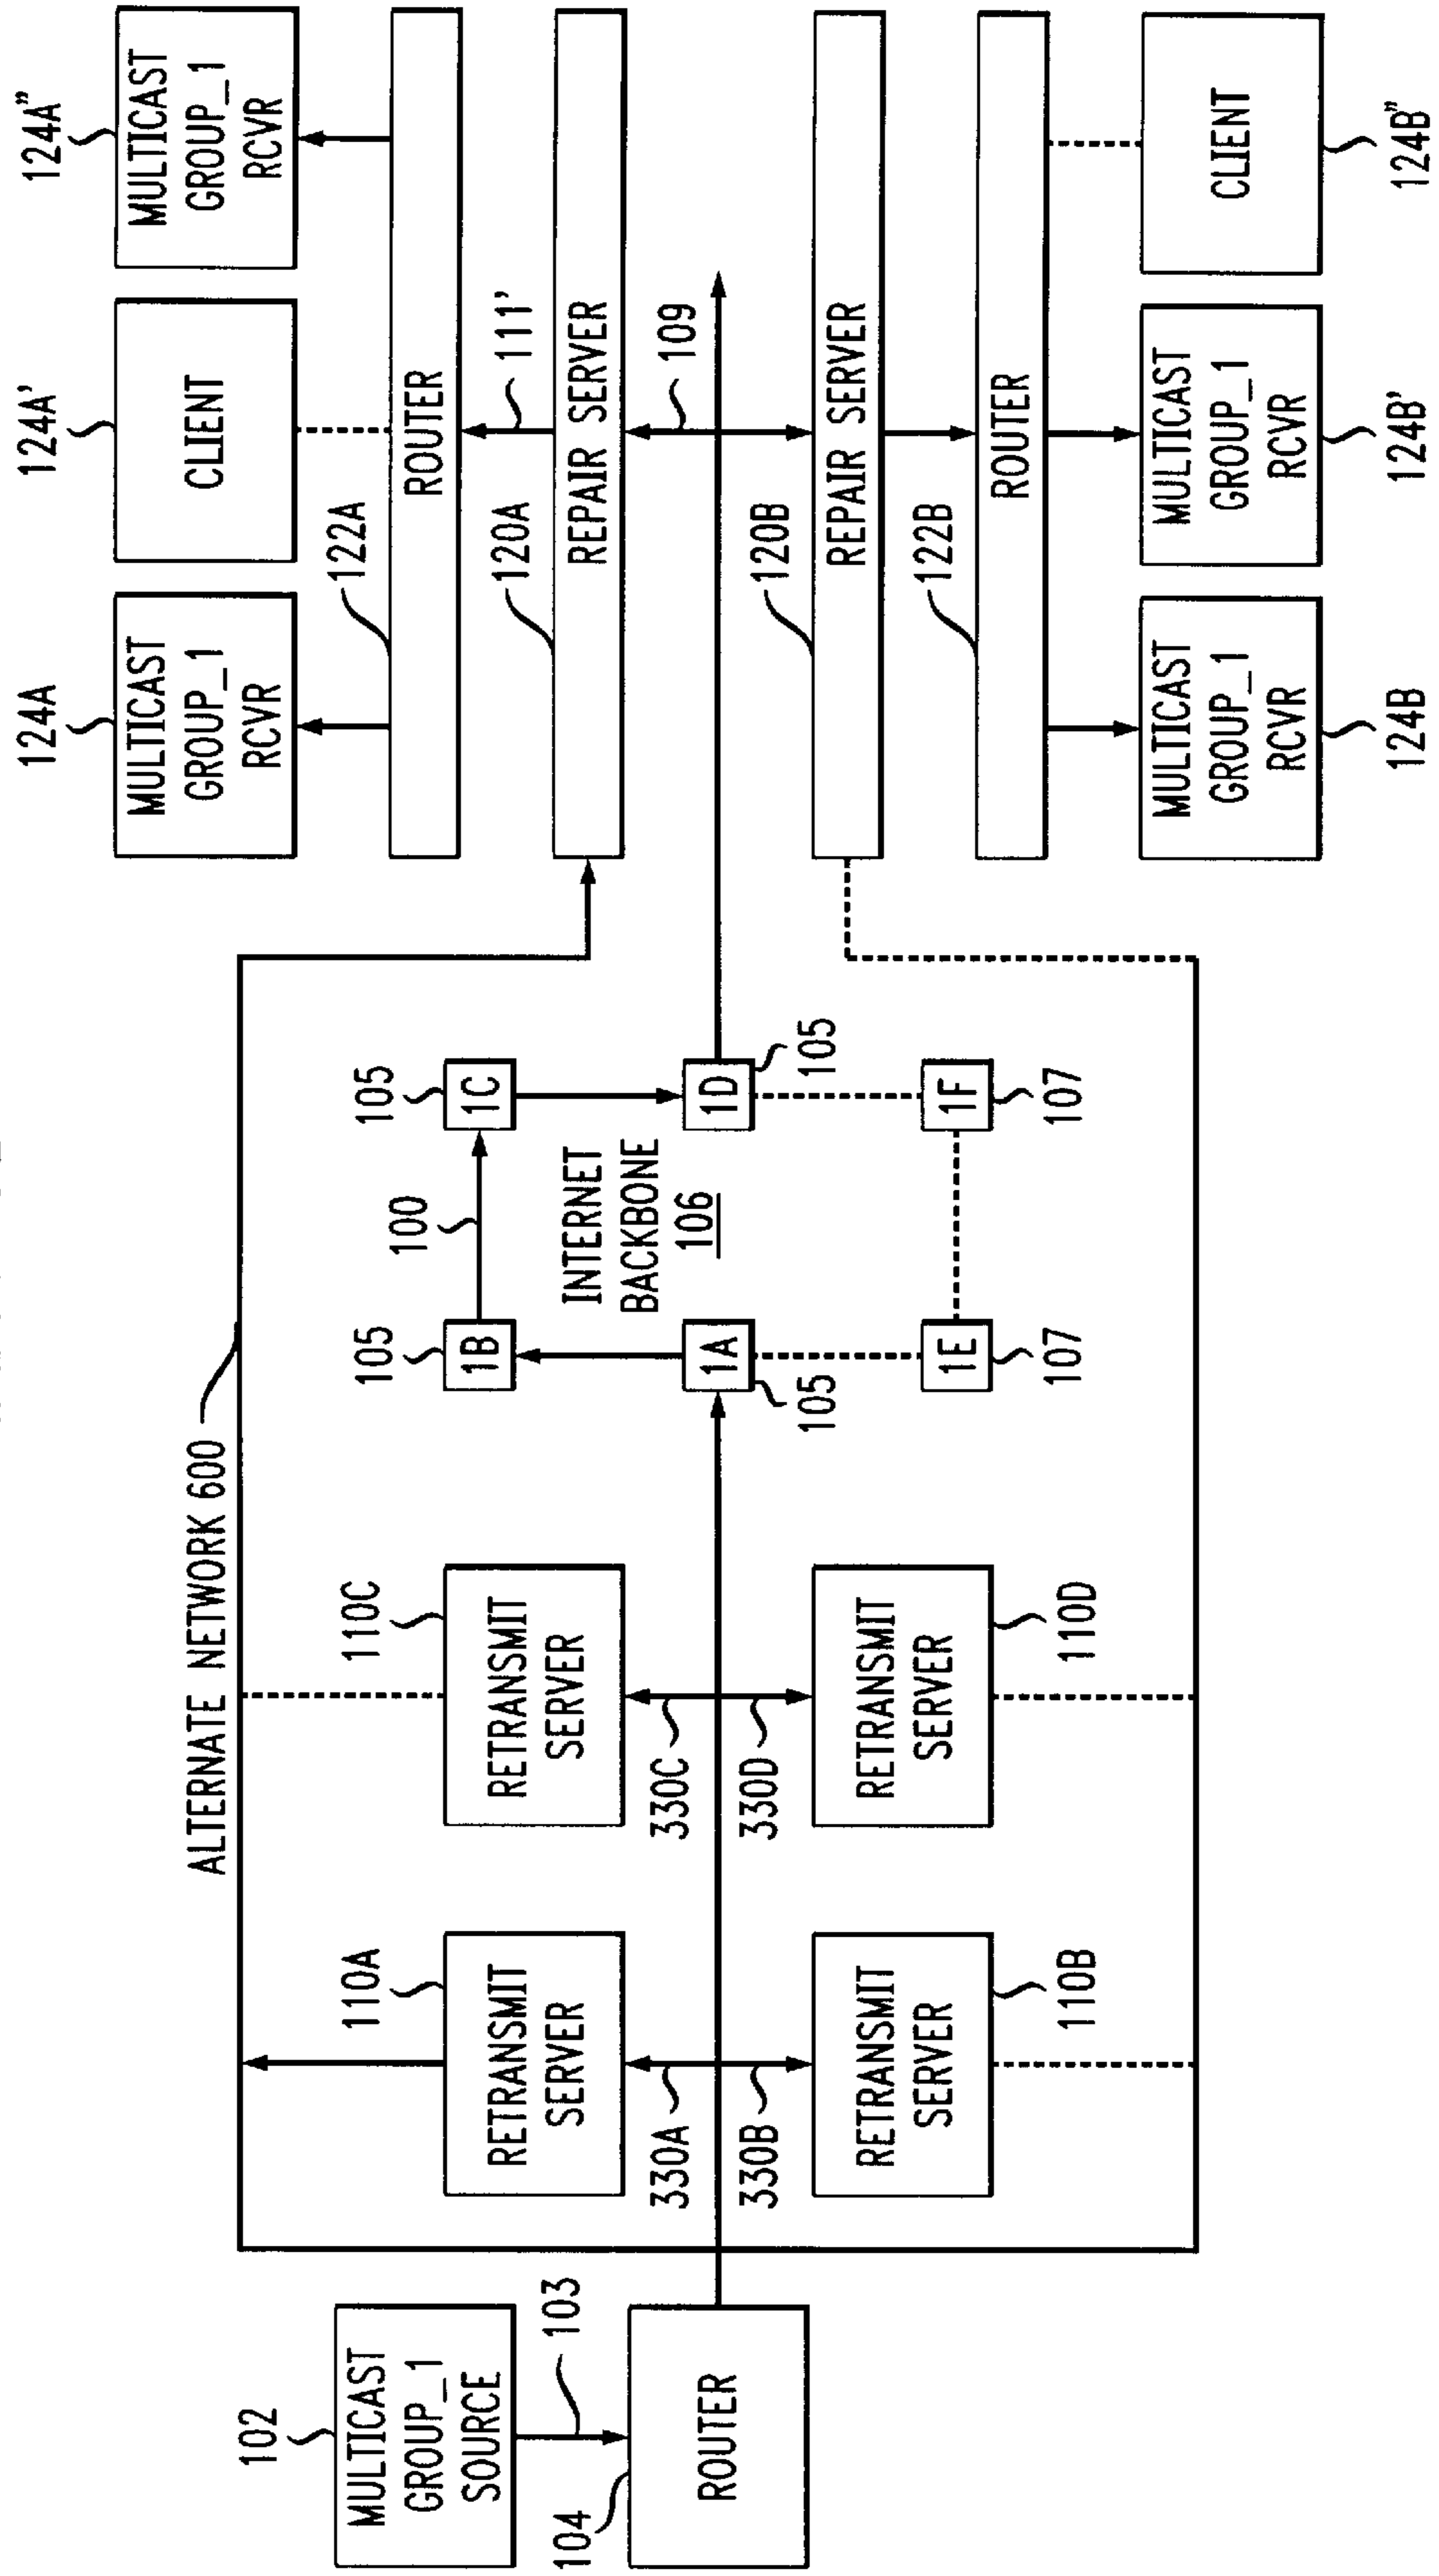 102
MULTICAST
GROUP_1
SOURCE
103
104
ROUTER
ALTERNATE NETWORK 600
110A
RETRANSMIT
SERVER
330A
330B
RETRANSMIT
SERVER
110B
110C
RETRANSMIT
SERVER
330C
330D
RETRANSMIT
SERVER
110D
105
1B
100
105
1C
INTERNET
BACKBONE
106
1A
105
1D
105
1E
107
1F
107
124A
MULTICAST
GROUP_1
RCVR
124A'
CLIENT
124A"
MULTICAST
GROUP_1
RCVR
122A
ROUTER
111'
120A
REPAIR SERVER
109
120B
REPAIR SERVER
122B
ROUTER
MULTICAST
GROUP_1
RCVR
124B
MULTICAST
GROUP_1
RCVR
124B'
CLIENT
124B"